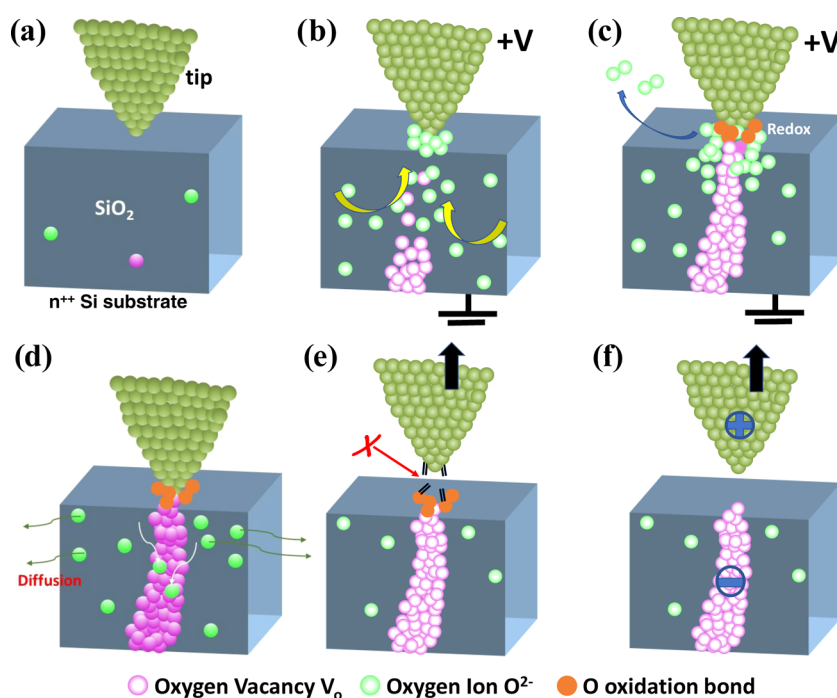 (a)
tip
SiO2
n++ Si substrate
(b)
+V
(c)
+V
Redox
(d)
Diffusion
(e)
X
(f)
Oxygen Vacancy Vo
Oxygen Ion O2-
O oxidation bond